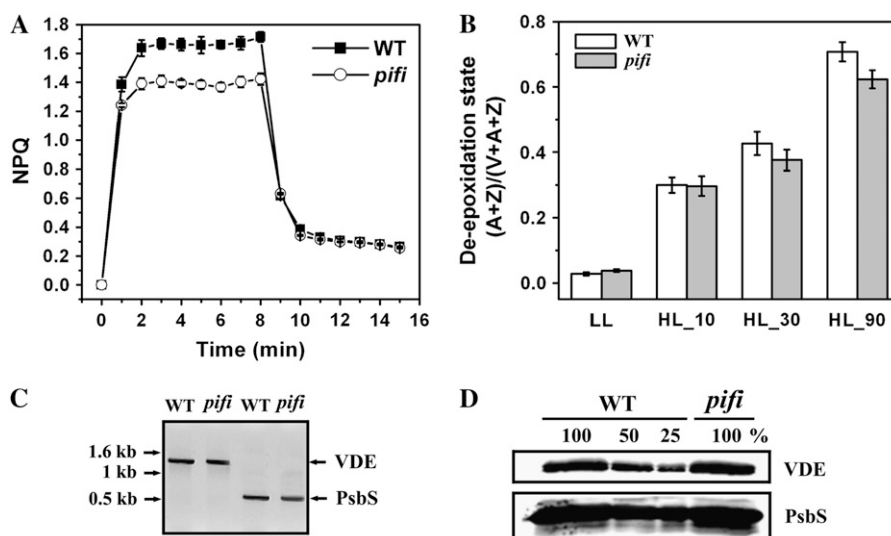 A
NPQ
1.8
1.6
1.4
1.2
1.0
0.8
0.6
0.4
0.2
0.0
WT
pifi
0 2 4 6 8 10 12 14 16
Time (min)
B
De-epoxidation state
(A+Z)/(V+A+Z)
0.8
0.6
0.4
0.2
0.0
WT
pifi
LL HL_10 HL_30 HL_90
C
WT pifi WT pifi
1.6 kb
1 kb
0.5 kb
VDE
PsbS
D
WT pifi
100 50 25 100 %
VDE
PsbS